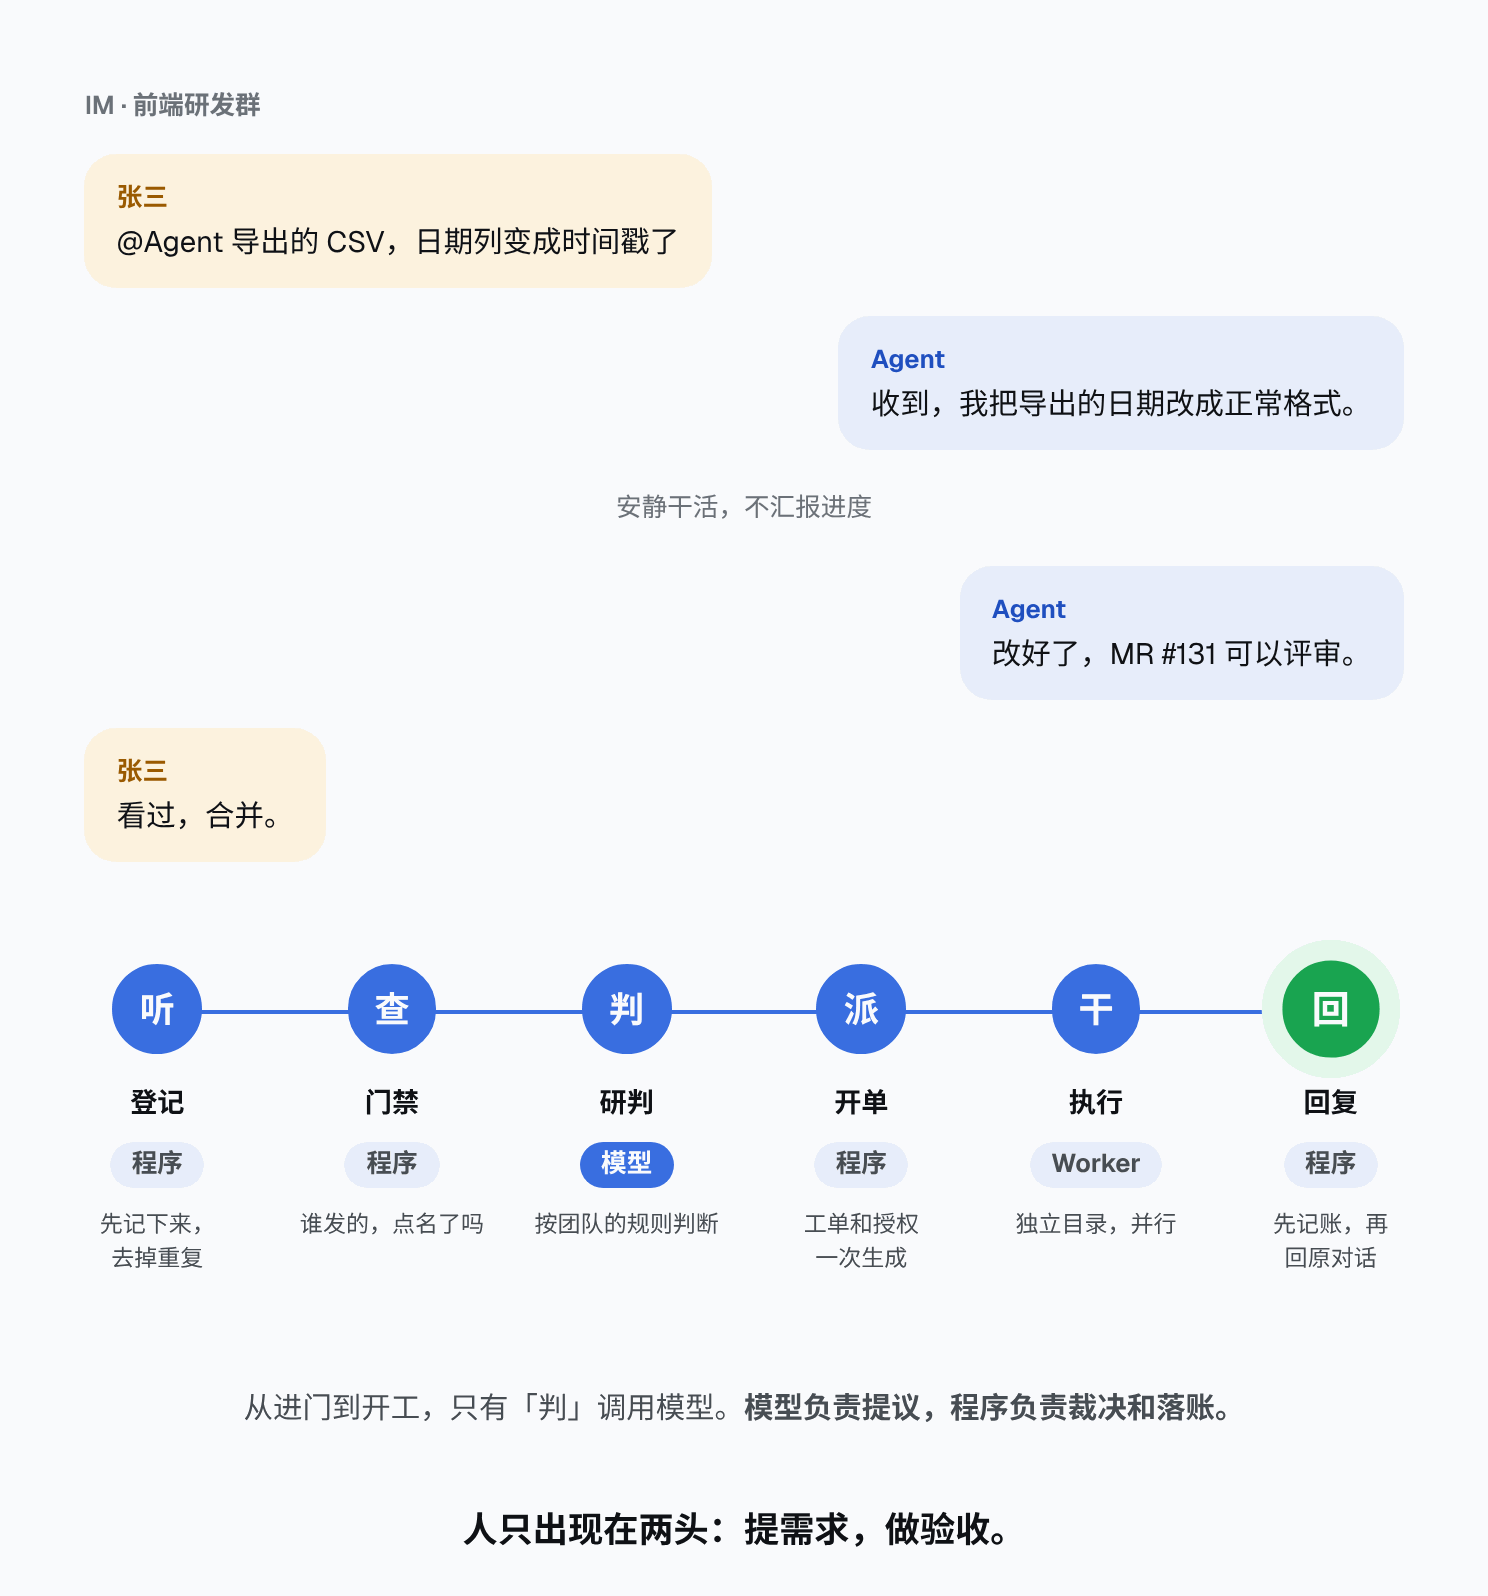 IM · 前端研发群
张三
@Agent 导出的 CSV，日期列变成时间戳了
Agent
收到，我把导出的日期改成正常格式。
安静干活，不汇报进度
Agent
改好了，MR #131 可以评审。
张三
看过，合并。
听 查 判 派 干 回
登记 门禁 研判 开单 执行 回复
程序 程序 模型 程序 Worker 程序
先记下来， 谁发的，点名了吗 按团队的规则判断 工单和授权 独立目录，并行 先记账，再
去掉重复 一次生成 回原对话
从进门到开工，只有「判」调用模型。模型负责提议，程序负责裁决和落账。
人只出现在两头：提需求，做验收。